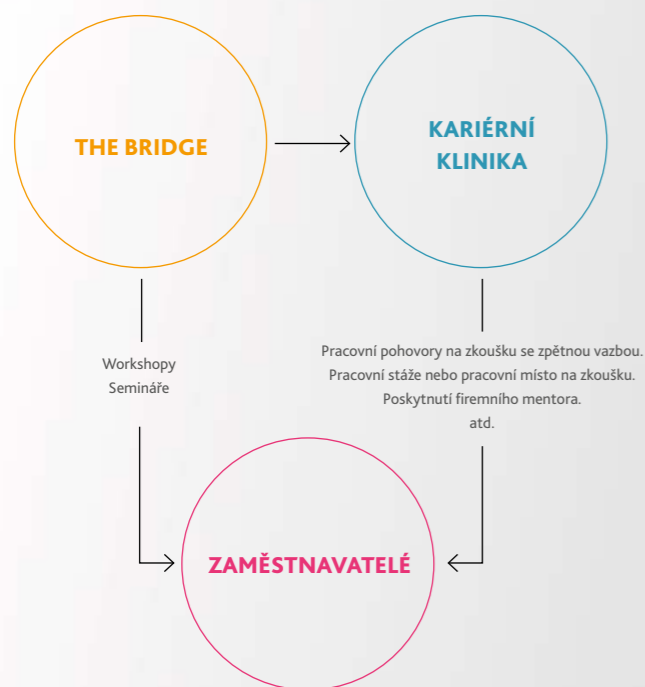 THE BRIDGE
KARIÉRNÍ
KLINIKA
Workshopy
Semináře
Pracovní pohovory na zkoušku se zpětnou vazbou.
Pracovní stáže nebo pracovní místo na zkoušku.
Poskytnutí firemního mentora.
atd.
ZAMĚSTNAVATELÉ